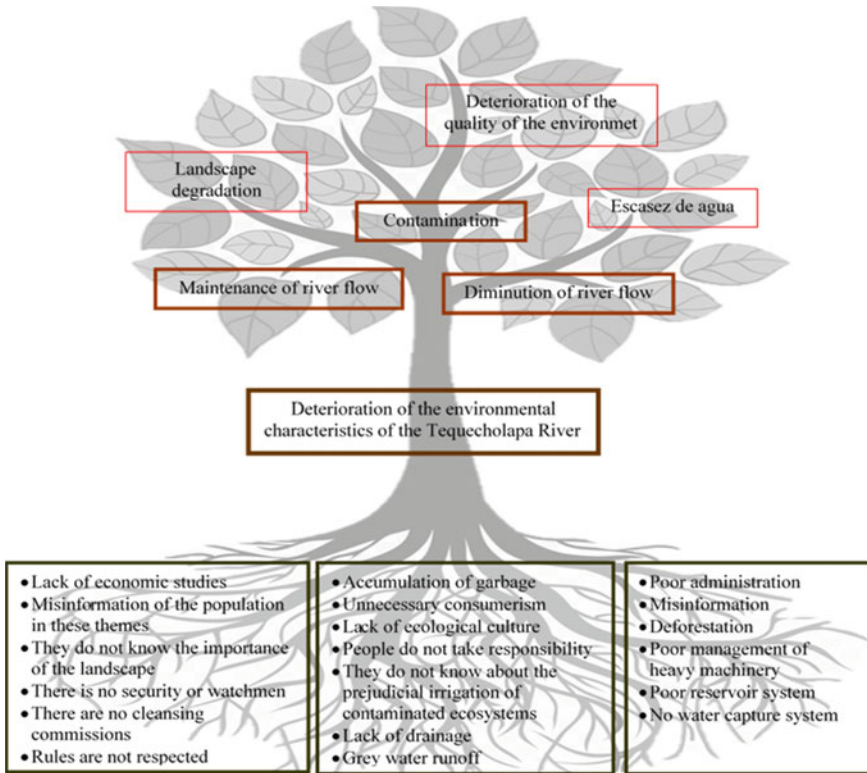 Deterioration of the
quality of the environmet
Landscape
degradation
Escasez de agua
Contamination
Maintenance of river flow
Diminution of river flow
Deterioration of the environmental
characteristics of the Tequecholapa River
• Lack of economic studies
• Misinformation of the population
in these themes
• They do not know the importance
of the landscape
• There is no security or watchmen
• There are no cleansing
commissions
• Rules are not respected
• Accumulation of garbage
• Unnecessary consumerism
• Lack of ecological culture
• People do not take responsibility
• They do not know about the
prejudicial irrigation of
contaminated ecosystems
• Lack of drainage
• Grey water runoff
• Poor administration
• Misinformation
• Deforestation
• Poor management of
heavy machinery
• Poor reservoir system
• No water capture system